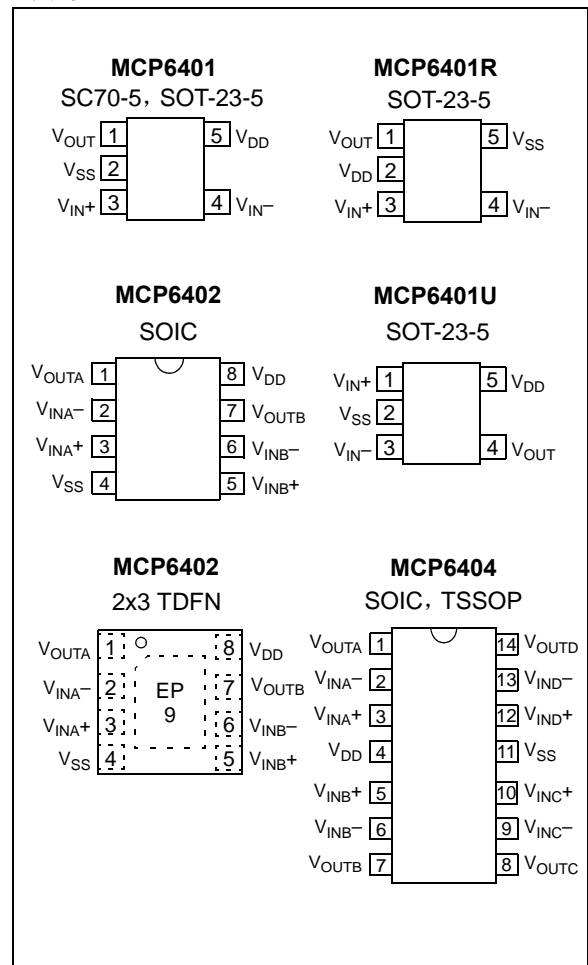 MCP6401
SC70-5, SOT-23-5
VOUT 1 5 VDD
VSS 2
VIN+ 3 4 VIN–
MCP6401R
SOT-23-5
VOUT 1 5 VSS
VDD 2
VIN+ 3 4 VIN–
MCP6402
SOIC
VOUTA 1 8 VDD
VINA– 2 7 VOUTB
VINA+ 3 6 VINB–
VSS 4 5 VINB+
MCP6401U
SOT-23-5
VIN+ 1 5 VDD
VSS 2
VIN– 3 4 VOUT
MCP6402
2x3 TDFN
VOUTA 1 8 VDD
VINA– 2 EP 7 VOUTB
VINA+ 3 9 6 VINB–
VSS 4 5 VINB+
MCP6404
SOIC, TSSOP
VOUTA 1 14 VOUTD
VINA– 2 13 VIND–
VINA+ 3 12 VIND+
VDD 4 11 VSS
VINB+ 5 10 VINC+
VINB– 6 9 VINC–
VOUTB 7 8 VOUTC